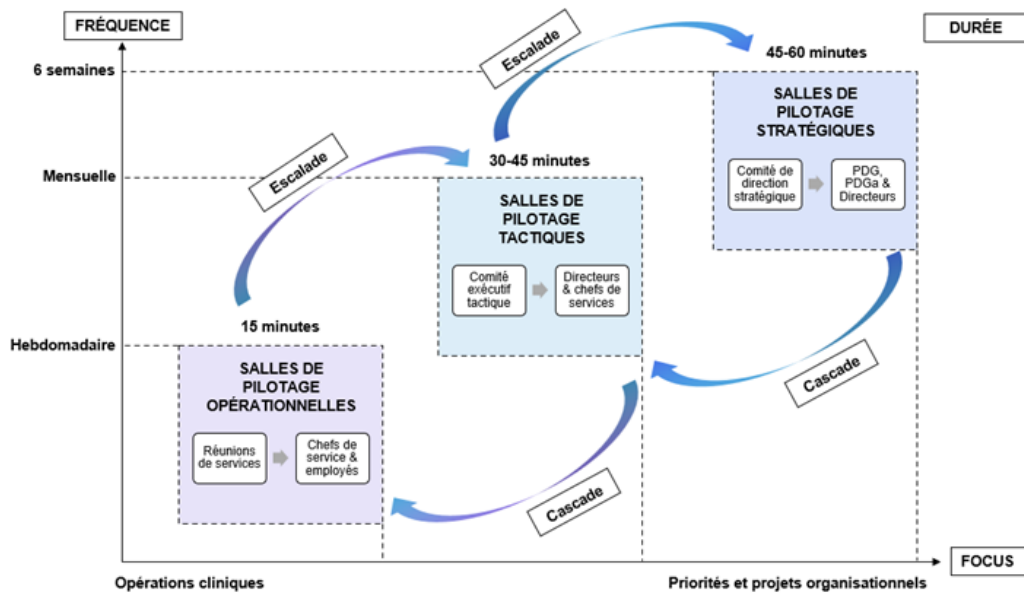 FRÉQUENCE
DURÉE
6 semaines
Escalade
45-60 minutes
SALLES DE
PILOTAGE
STRATÉGIQUES
Comité de
direction
stratégique
PDG,
PDGa &
Directeurs
Mensuelle
Escalade
30-45 minutes
SALLES DE
PILOTAGE
TACTIQUES
Comité
exécutif
tactique
Directeurs
& chefs de
services
Hebdomadaire
15 minutes
SALLES DE
PILOTAGE
OPÉRATIONNELLES
Réunions
de services
Chefs de
service &
employés
Cascade
Cascade
FOCUS
Opérations cliniques
Priorités et projets organisationnels